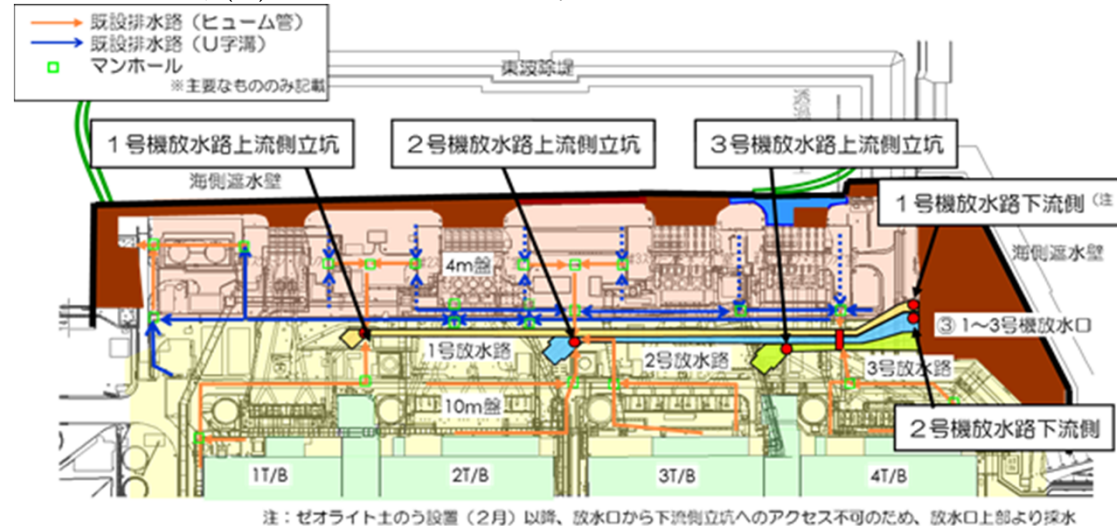 既設排水路(ヒューム管)
既設排水路(U字溝)
マンホール
※主要なもののみ記載
東波除堤
1号機放水路上流側立坑
2号機放水路上流側立坑
3号機放水路上流側立坑
海側遮水壁
1号機放水路下流側(注
海側遮水壁
4m盤
③ 1~3号機放水口
1号放水路
2号放水路
3号放水路
10m盤
2号機放水路下流側
1T/B
2T/B
3T/B
4T/B
注:ゼオライト土のう設置(2月)以降、放水口から下流側立坑へのアクセス不可のため、放水口上部より採水